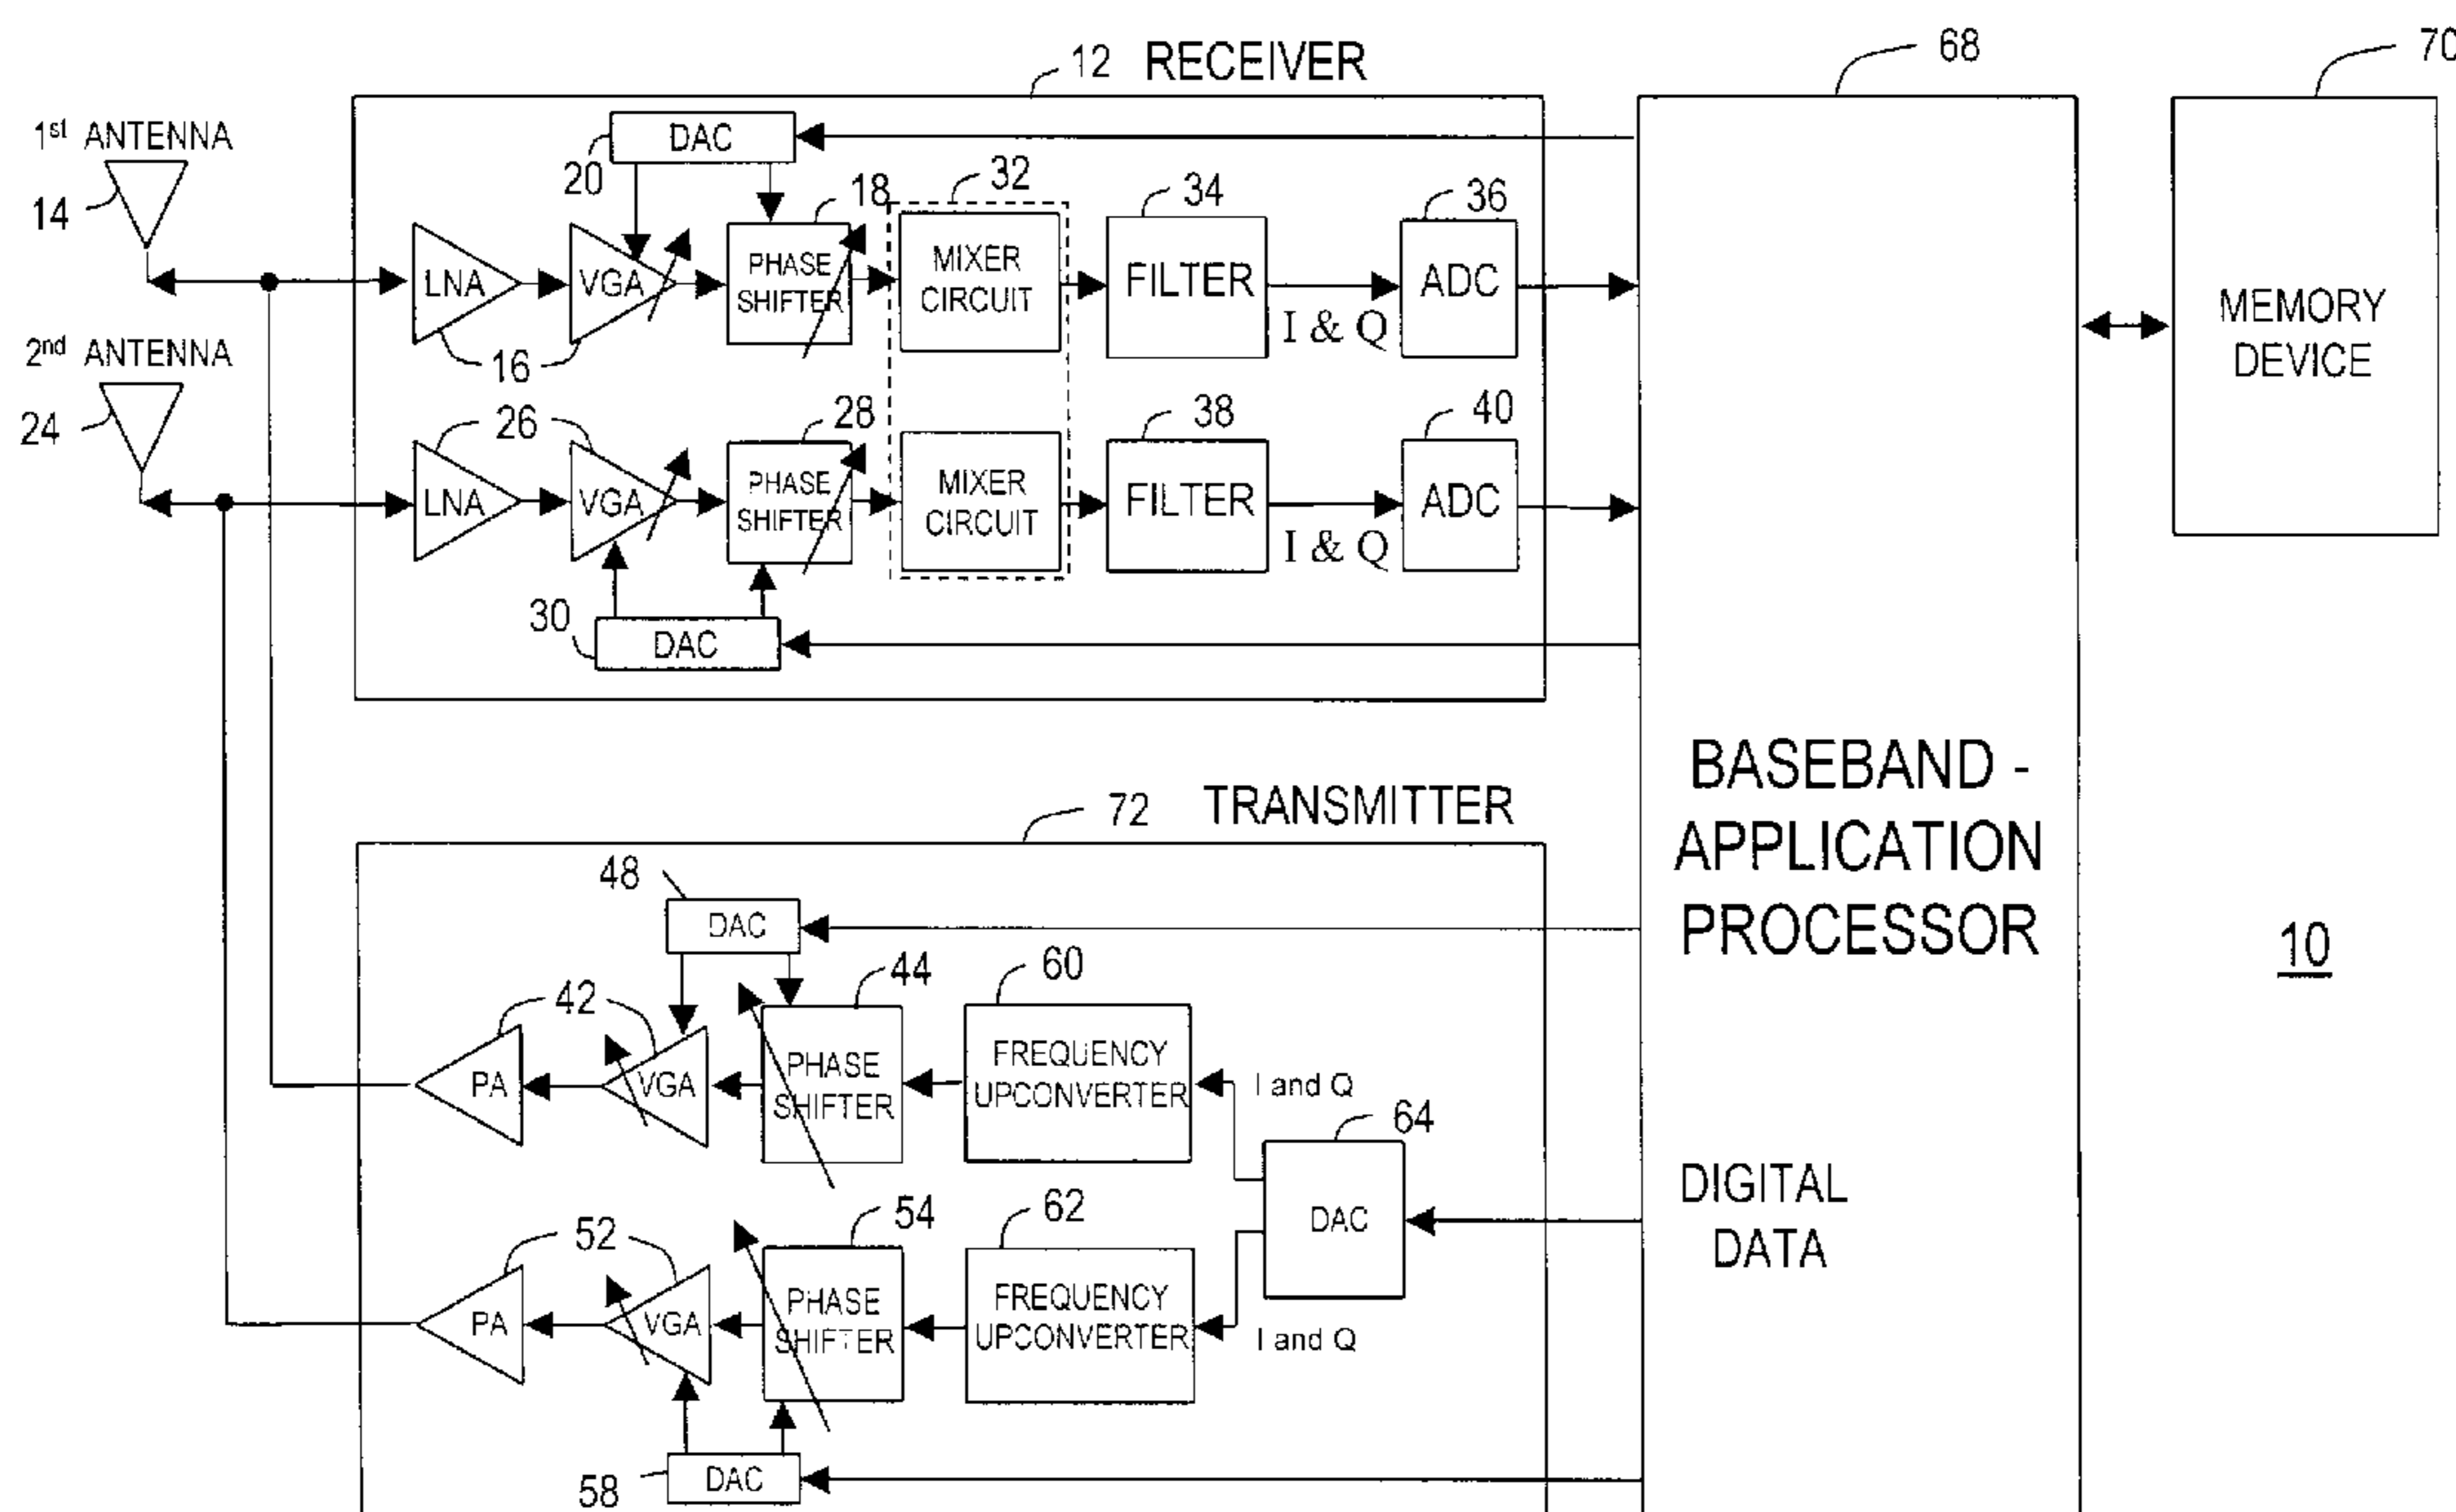 12 RECEIVER
68
70
1st ANTENNA
14
20
DAC
18
32
34
36
LNA
VGA
PHASE
SHIFTER
MIXER
CIRCUIT
FILTER
I & Q
ADC
16
MEMORY
DEVICE
2nd ANTENNA
24
26
28
38
40
LNA
VGA
PHASE
SHIFTER
MIXER
CIRCUIT
FILTER
I & Q
ADC
30
DAC
BASEBAND -
APPLICATION
PROCESSOR
10
72 TRANSMITTER
48
DAC
42
44
60
PA
VGA
PHASE
SHIFTER
FREQUENCY
UPCONVERTER
I and Q
64
DAC
DIGITAL
DATA
52
54
62
PA
VGA
PHASE
SHIFTER
FREQUENCY
UPCONVERTER
I and Q
58
DAC